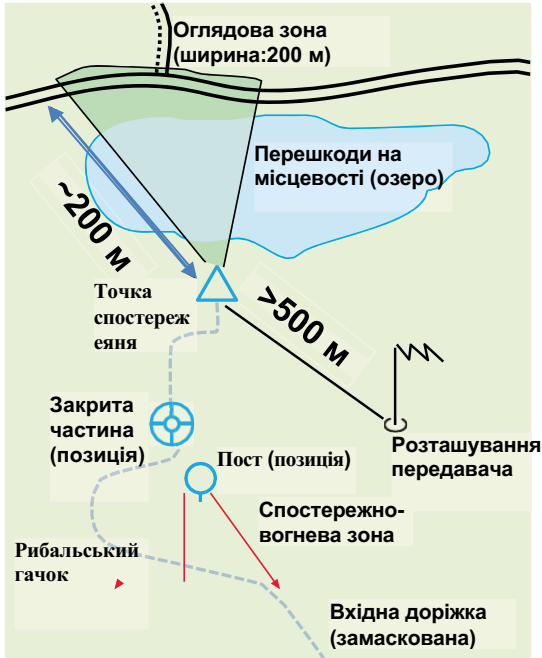 Оглядова зона
(ширина:200 м)
Перешкоди на
місцевості (озеро)
~200 м
Точка
спостереж
еяня
>500 м
Закрита
частина
(позиція)
Розташування
передавача
Пост (позиція)
Спостережно-
вогнева зона
Рибальський
гачок
Вхідна доріжка
(замаскована)